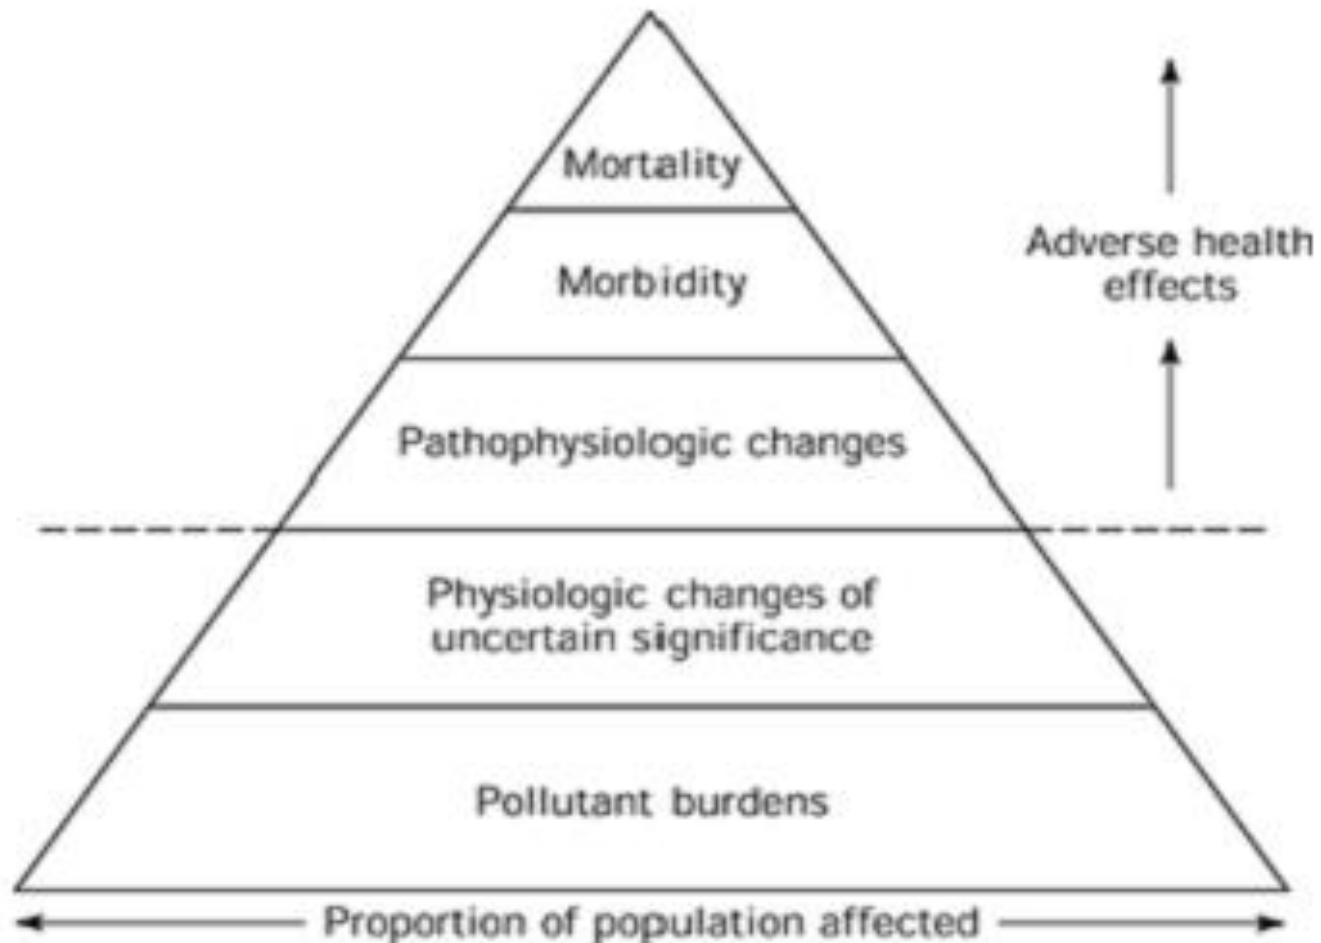 Mortality
Morbidity
Adverse health
effects
Pathophysiologic changes
Physiologic changes of
uncertain significance
Pollutant burdens
Proportion of population affected